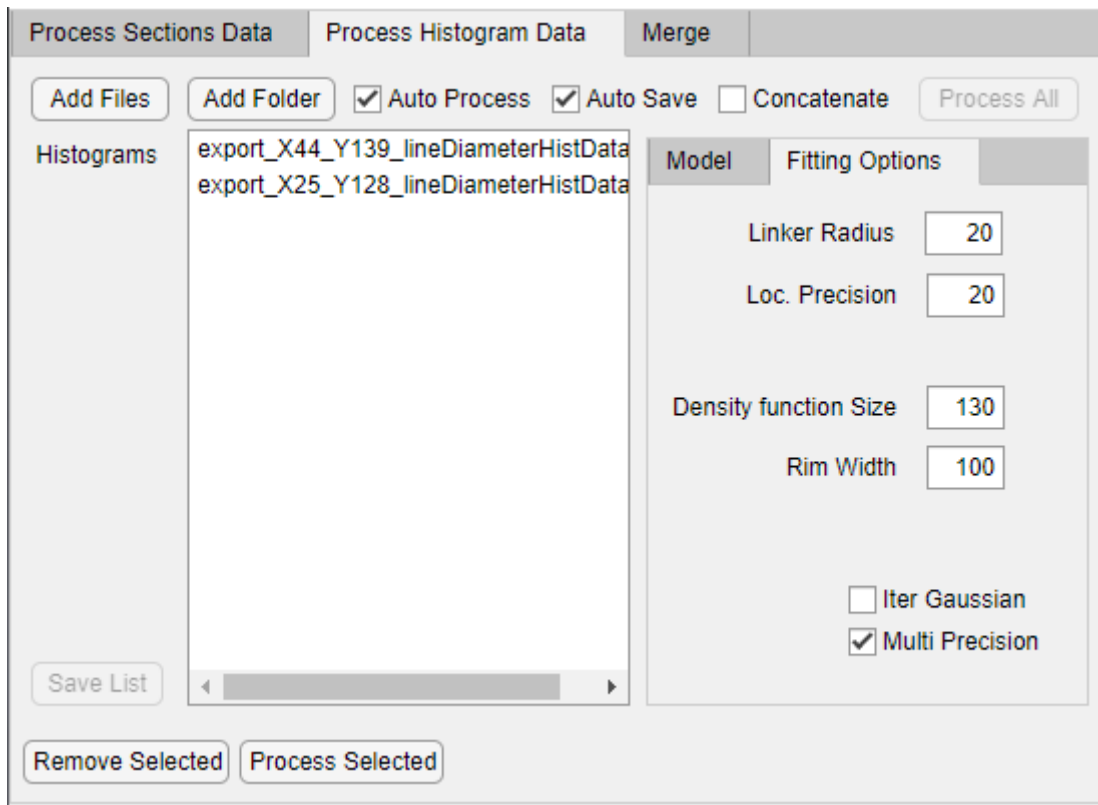 Process Sections Data Process Histogram Data Merge
Add Files Add Folder Auto Process Auto Save Concatenate Process All
Histograms
export_X44_Y139_lineDiameterHistData
export_X25_Y128_lineDiameterHistData
Model Fitting Options
Linker Radius 20
Loc. Precision 20
Density function Size 130
Rim Width 100
Iter Gaussian
Multi Precision
Save List
Remove Selected Process Selected